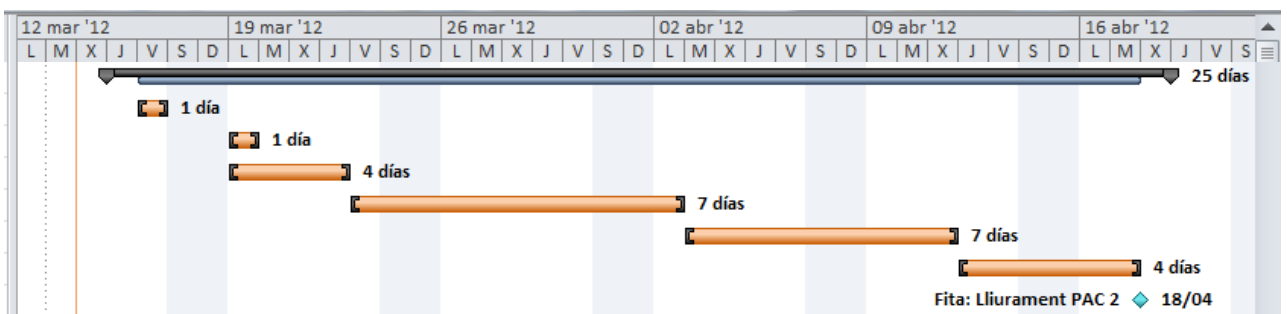 12 mar '12 19 mar '12 26 mar '12 02 abr '12 09 abr '12 16 abr '12
L M X J V S D L M X J V S D L M X J V S D L M X J V S D L M X J V S D L M X J V S
25 días
1 día
1 día
4 días
7 días
7 días
4 días
Fita: Lliurament PAC 2 18/04